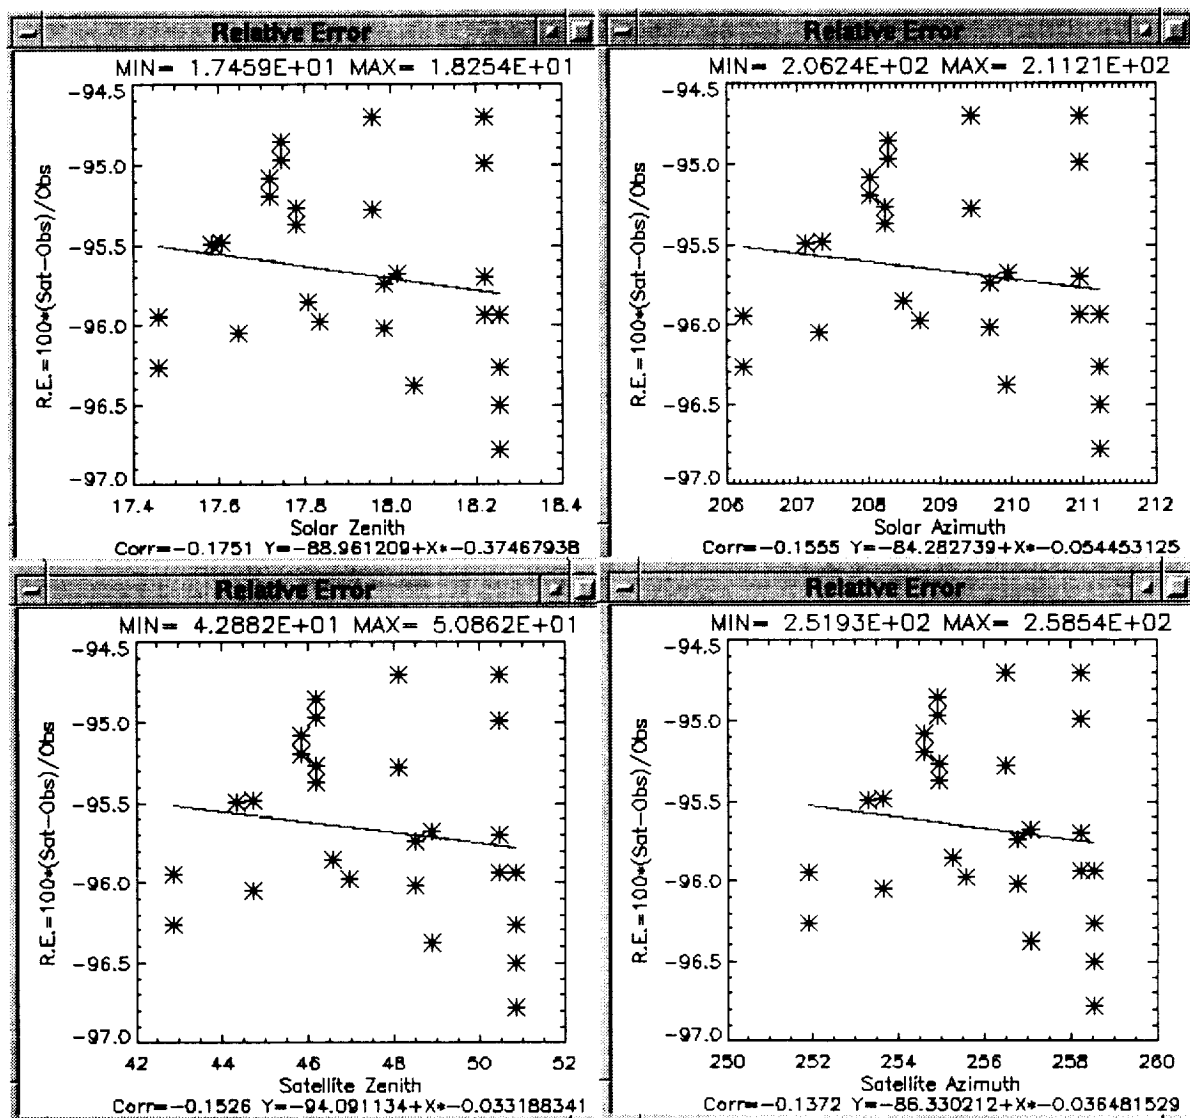 Relative Error
MIN= 1.7459E+01 MAX= 1.8254E+01
R.E.=100*(Sat-Obs)/Obs
-94.5
-95.0
-95.5
-96.0
-96.5
-97.0
17.4 17.6 17.8 18.0 18.2 18.4
Solar Zenith
Corr=-0.1751 Y=-88.961209+X*-0.37467938
Relative Error
MIN= 2.0624E+02 MAX= 2.1121E+02
R.E.=100*(Sat-Obs)/Obs
-94.5
-95.0
-95.5
-96.0
-96.5
-97.0
206 207 208 209 210 211 212
Solar Azimuth
Corr=-0.1555 Y=-84.282739+X*-0.054453125
Relative Error
MIN= 4.2882E+01 MAX= 5.0862E+01
R.E.=100*(Sat-Obs)/Obs
-94.5
-95.0
-95.5
-96.0
-96.5
-97.0
42 44 46 48 50 52
Satellite Zenith
Corr=-0.1526 Y=-94.091134+X*-0.033188341
Relative Error
MIN= 2.5193E+02 MAX= 2.5854E+02
R.E.=100*(Sat-Obs)/Obs
-94.5
-95.0
-95.5
-96.0
-96.5
-97.0
250 252 254 256 258 260
Satellite Azimuth
Corr=-0.1372 Y=-86.330212+X*-0.036481529